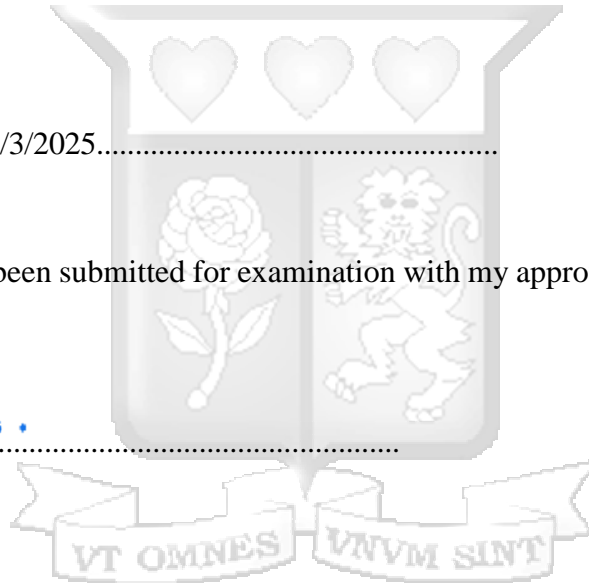 /3/2025..................................................
been submitted for examination with my appro
..................................................
VT OMNES VNVM SINT